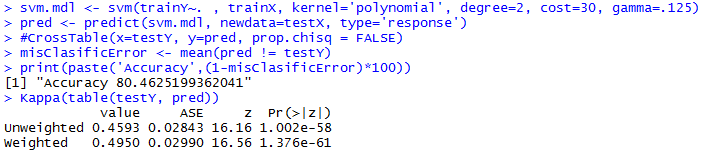 > svm.mdl <- svm(trainY~. , trainX, kernel='polynomial', degree=2, cost=30, gamma=.125)
> pred <- predict(svm.mdl, newdata=testX, type='response')
> #CrossTable(x=testY, y=pred, prop.chisq = FALSE)
> misClasificError <- mean(pred != testY)
> print(paste('Accuracy',(1-misClasificError)*100))
[1] "Accuracy 80.4625199362041"
> Kappa(table(testY, pred))
            value     ASE     z  Pr(>|z|)
Unweighted 0.4593 0.02843 16.16 1.002e-58
Weighted   0.4950 0.02990 16.56 1.376e-61